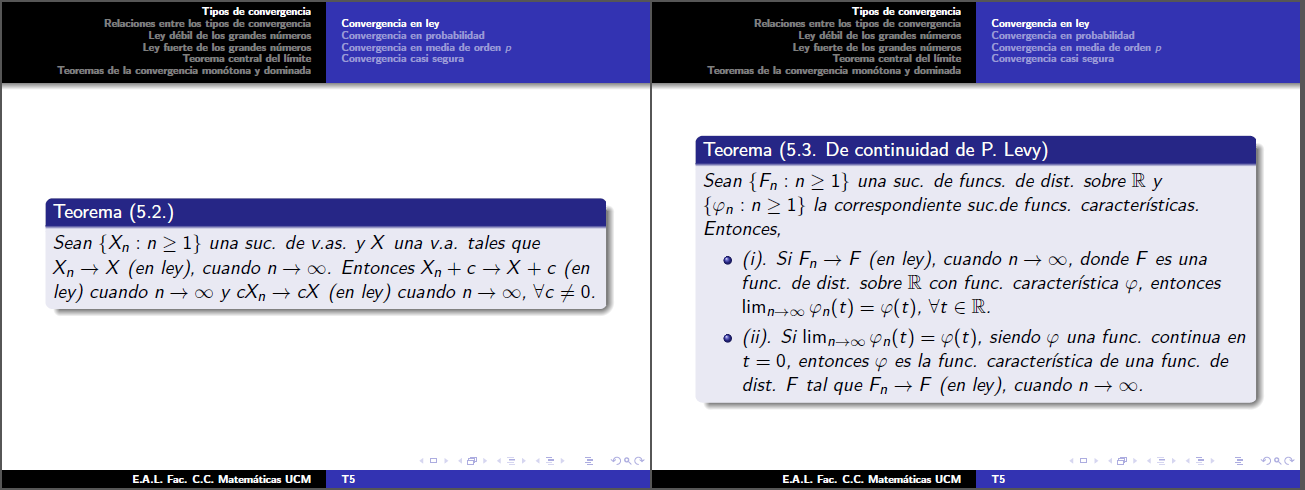 Tipos de convergencia
Relaciones entre los tipos de convergencia
Ley débil de los grandes números
Ley fuerte de los grandes números
Teorema central del límite
Teoremas de la convergencia monótona y dominada
Convergencia en ley
Convergencia en probabilidad
Convergencia en media de orden p
Convergencia casi segura
Teorema (5.2.)
Sean {Xₙ : n ≥ 1} una suc. de v.as. y X una v.a. tales que
Xₙ → X (en ley), cuando n → ∞. Entonces Xₙ + c → X + c (en
ley) cuando n → ∞ y cXₙ → cX (en ley) cuando n → ∞, ∀c ≠ 0.
E.A.L. Fac. C.C. Matemáticas UCM
T5
Tipos de convergencia
Relaciones entre los tipos de convergencia
Ley débil de los grandes números
Ley fuerte de los grandes números
Teorema central del límite
Teoremas de la convergencia monótona y dominada
Convergencia en ley
Convergencia en probabilidad
Convergencia en media de orden p
Convergencia casi segura
Teorema (5.3. De continuidad de P. Levy)
Sean {Fₙ : n ≥ 1} una suc. de funcs. de dist. sobre ℝ y
{φₙ : n ≥ 1} la correspondiente suc.de funcs. características.
Entonces,
(i). Si Fₙ → F (en ley), cuando n → ∞, donde F es una
func. de dist. sobre ℝ con func. característica φ, entonces
limₙ→∞ φₙ(t) = φ(t), ∀t ∈ ℝ.
(ii). Si limₙ→∞ φₙ(t) = φ(t), siendo φ una func. continua en
t = 0, entonces φ es la func. característica de una func. de
dist. F tal que Fₙ → F (en ley), cuando n → ∞.
E.A.L. Fac. C.C. Matemáticas UCM
T5